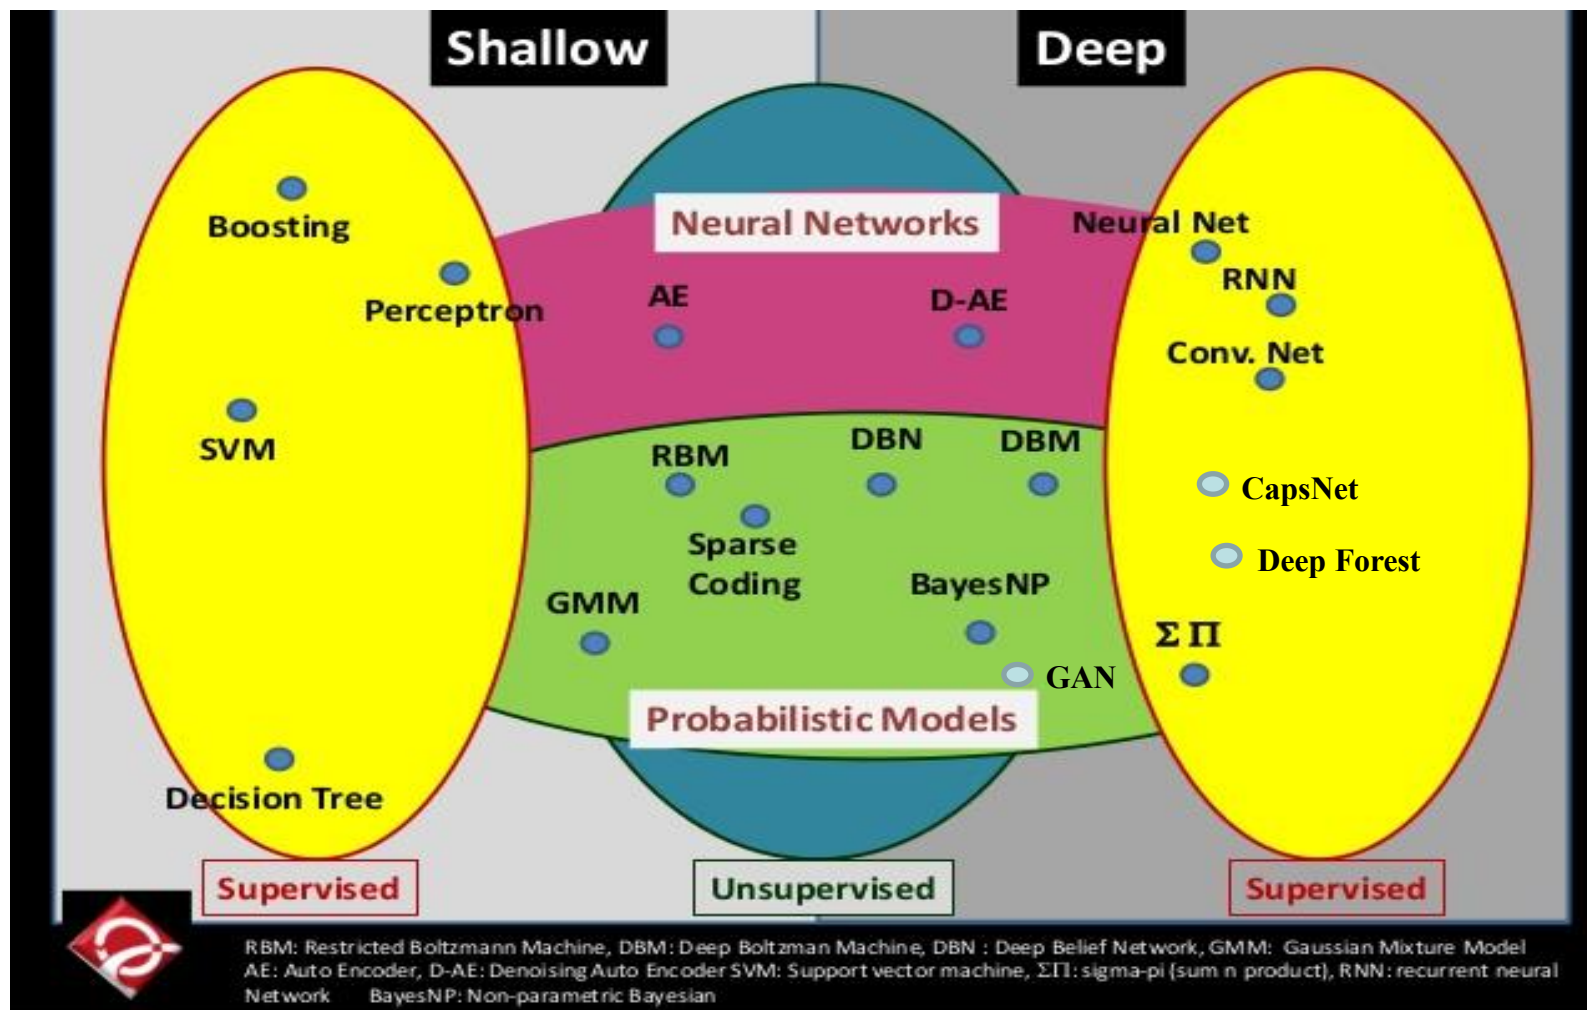 Shallow
Deep
Boosting
Perceptron
SVM
Decision Tree
Supervised
Neural Networks
AE
D-AE
RBM
DBN
DBM
Sparse
Coding
GMM
BayesNP
GAN
Probabilistic Models
Unsupervised
Neural Net
RNN
Conv. Net
CapsNet
Deep Forest
Σ Π
Supervised
RBM: Restricted Boltzmann Machine, DBM: Deep Boltzman Machine, DBN : Deep Belief Network, GMM: Gaussian Mixture Model
AE: Auto Encoder, D-AE: Denoising Auto Encoder SVM: Support vector machine, ΣΠ: sigma-pi (sum n product), RNN: recurrent neural
Network BayesNP: Non-parametric Bayesian